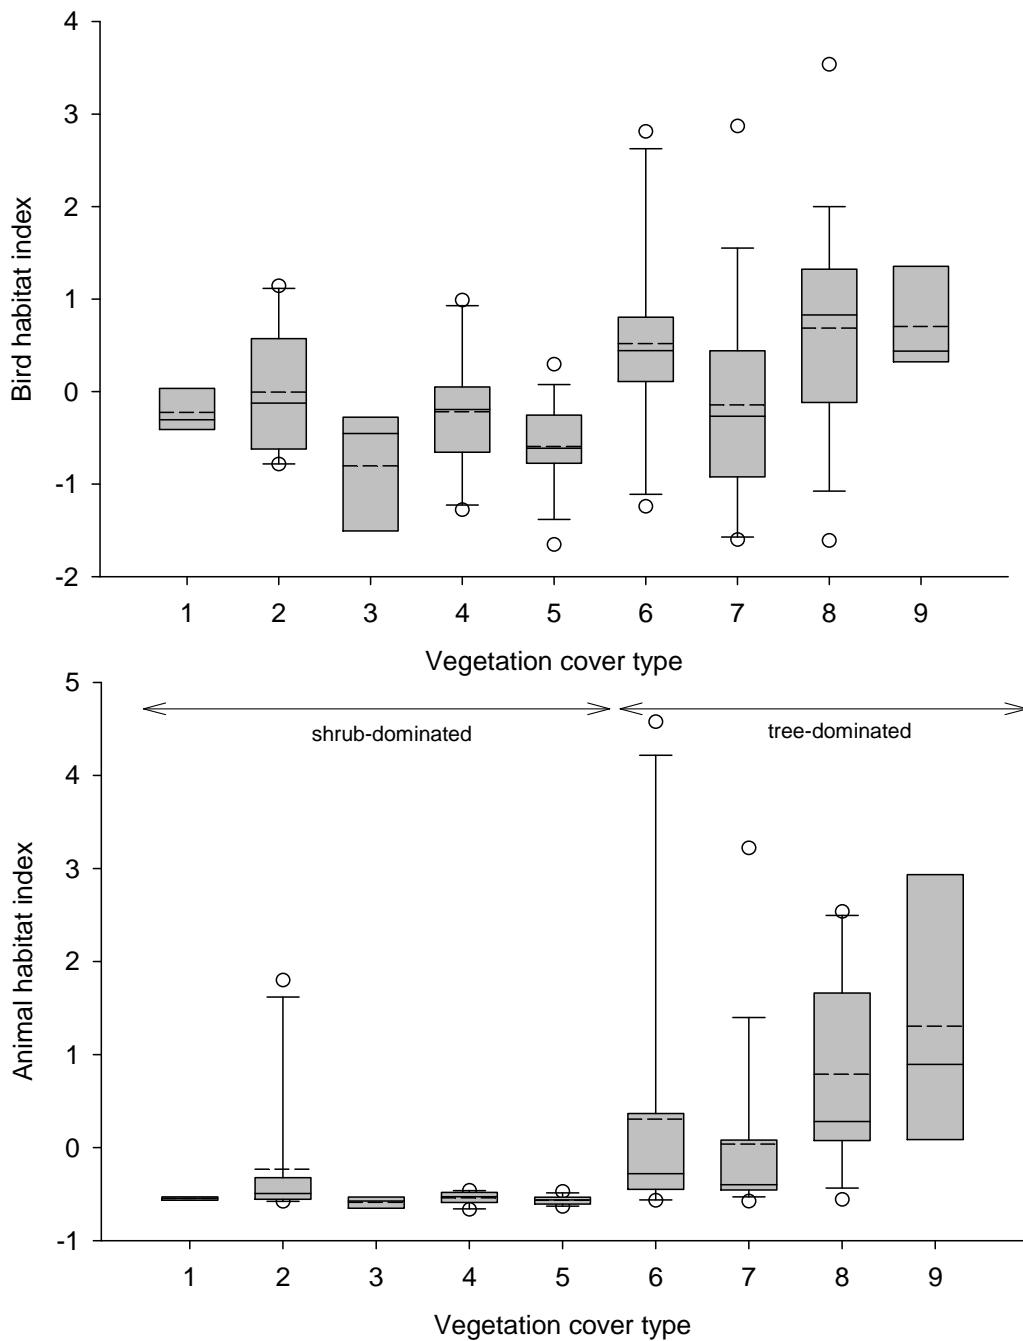 4
3
2
1
0
-1
-2
Bird habitat index
1 2 3 4 5 6 7 8 9
Vegetation cover type
5
4
3
2
1
0
-1
Animal habitat index
shrub-dominated
tree-dominated
1 2 3 4 5 6 7 8 9
Vegetation cover type